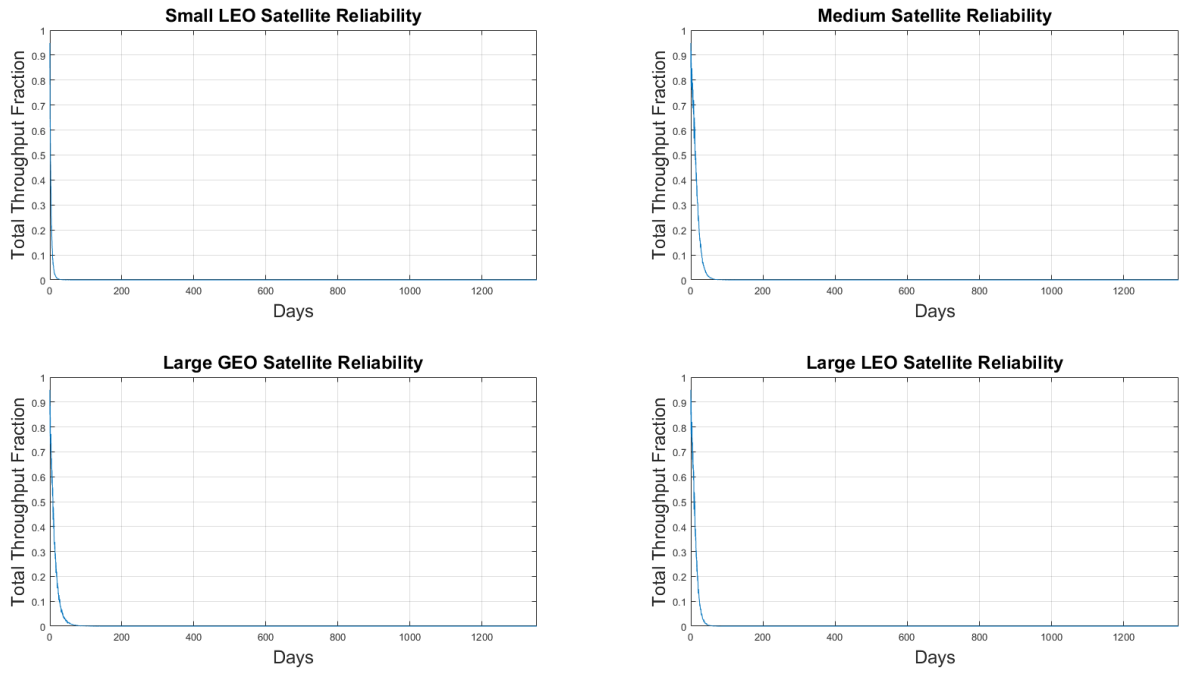 Small LEO Satellite Reliability
Total Throughput Fraction
1
0.9
0.8
0.7
0.6
0.5
0.4
0.3
0.2
0.1
0
0 200 400 600 800 1000 1200
Days
Medium Satellite Reliability
Total Throughput Fraction
1
0.9
0.8
0.7
0.6
0.5
0.4
0.3
0.2
0.1
0
0 200 400 600 800 1000 1200
Days
Large GEO Satellite Reliability
Total Throughput Fraction
1
0.9
0.8
0.7
0.6
0.5
0.4
0.3
0.2
0.1
0
0 200 400 600 800 1000 1200
Days
Large LEO Satellite Reliability
Total Throughput Fraction
1
0.9
0.8
0.7
0.6
0.5
0.4
0.3
0.2
0.1
0
0 200 400 600 800 1000 1200
Days